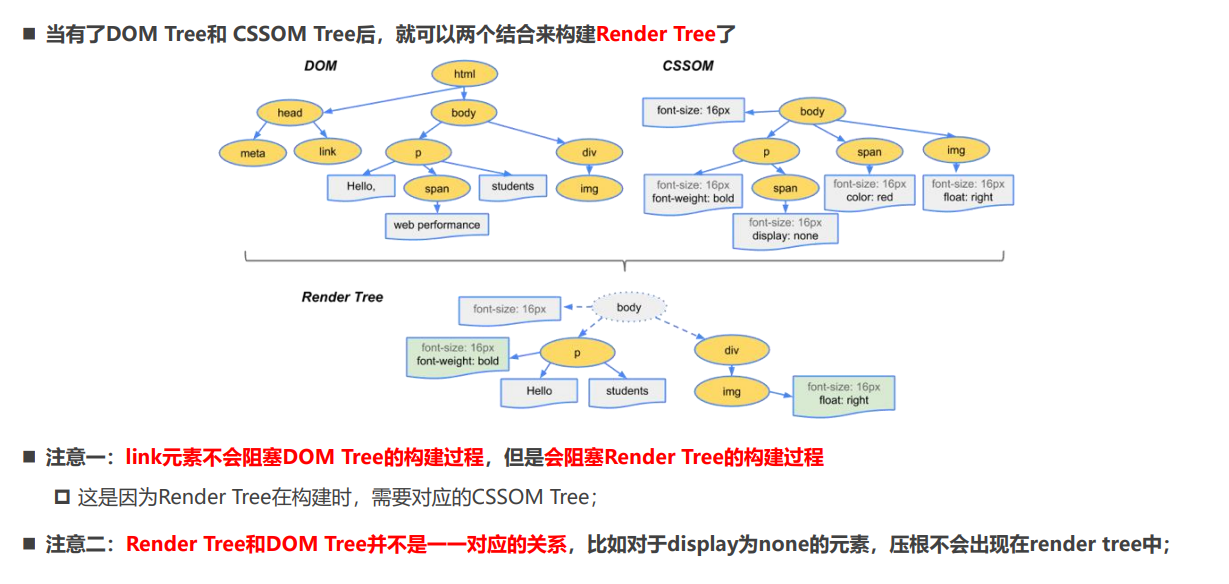 当有了DOM Tree和 CSSOM Tree后，就可以两个结合来构建Render Tree了
DOM
html
head
body
meta
link
p
div
Hello,
span
students
img
web performance
CSSOM
font-size: 16px
body
p
span
img
font-size: 16px
font-weight: bold
span
font-size: 16px
color: red
font-size: 16px
float: right
font-size: 16px
display: none
Render Tree
font-size: 16px
body
font-size: 16px
font-weight: bold
p
div
Hello
students
img
font-size: 16px
float: right
注意一：link元素不会阻塞DOM Tree的构建过程，但是会阻塞Render Tree的构建过程
这是因为Render Tree在构建时，需要对应的CSSOM Tree；
注意二：Render Tree和DOM Tree并不是一一对应的关系，比如对于display为none的元素，压根不会出现在render tree中；